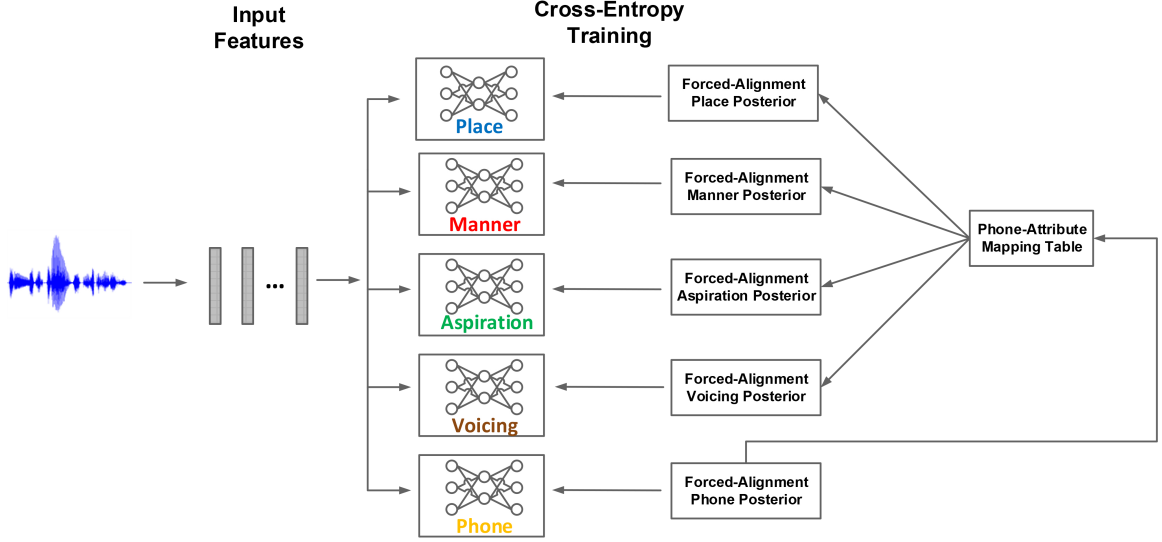 Input
Features
Cross-Entropy
Training
Place
Forced-Alignment
Place Posterior
Manner
Forced-Alignment
Manner Posterior
Phone-Attribute
Mapping Table
...
Aspiration
Forced-Alignment
Aspiration Posterior
Voicing
Forced-Alignment
Voicing Posterior
Phone
Forced-Alignment
Phone Posterior